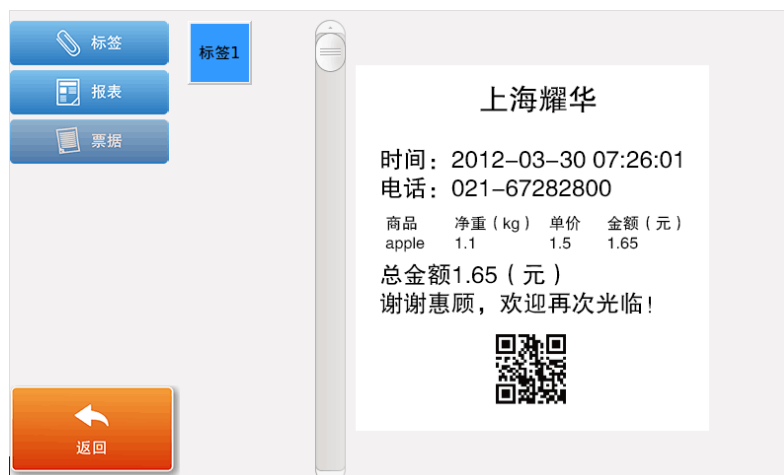 标签
报表
票据
返回
标签1
上海耀华
时间：2012-03-30 07:26:01
电话：021-67282800
商品 净重（kg） 单价 金额（元）
apple 1.1 1.5 1.65
总金额1.65（元）
谢谢惠顾，欢迎再次光临！